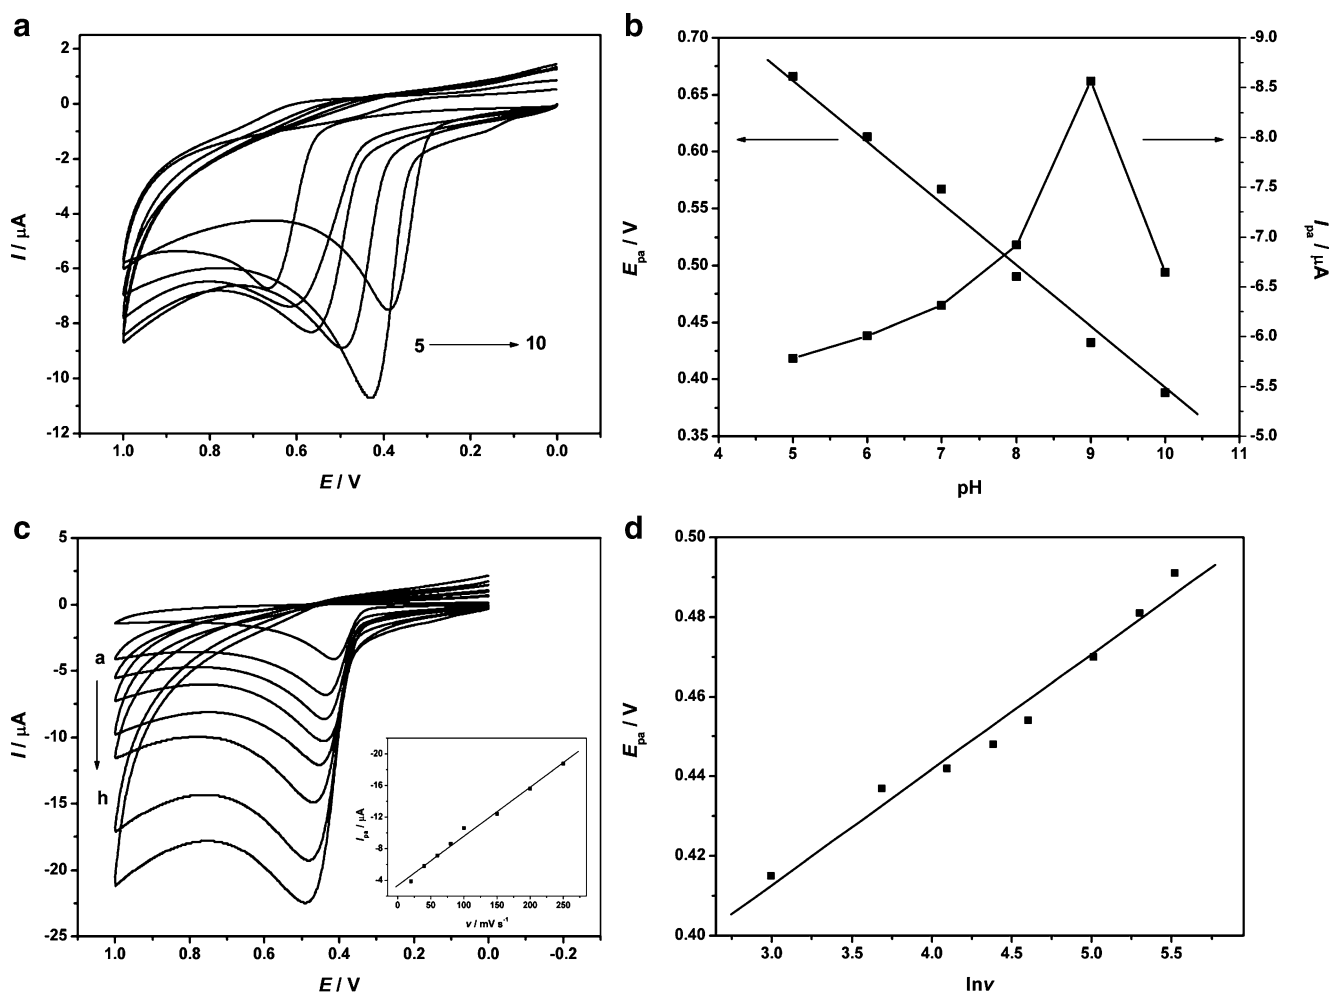 a
2
0
-2
-4
-6
-8
-10
-12
I / μA
5 10
1.0 0.8 0.6 0.4 0.2 0.0
E / V
b
0.70
0.65
0.60
0.55
0.50
0.45
0.40
0.35
Epa / V
-9.0
-8.5
-8.0
-7.5
-7.0
-6.5
-6.0
-5.5
-5.0
Ipa / μA
4 5 6 7 8 9 10 11
pH
c
5
0
-5
-10
-15
-20
-25
I / μA
a
h
-20
-16
-12
-8
-4
Ipa / μA
0 50 100 150 200 250
v / mV s-1
1.0 0.8 0.6 0.4 0.2 0.0 -0.2
E / V
d
0.50
0.48
0.46
0.44
0.42
0.40
Epa / V
3.0 3.5 4.0 4.5 5.0 5.5
lnv